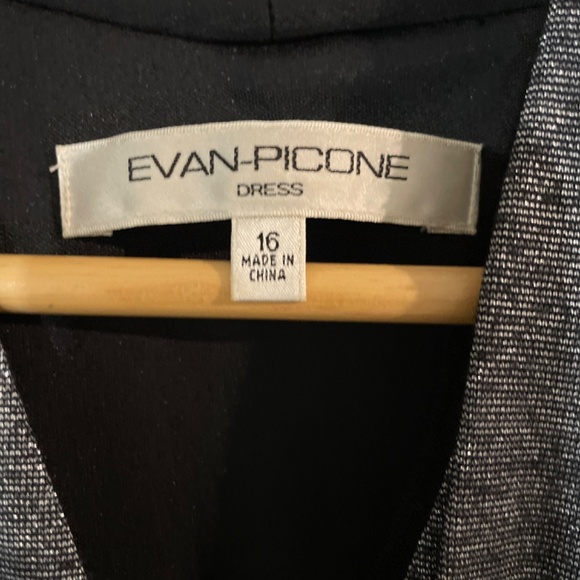 EVAN-PICONE
DRESS
16
MADE IN
CHINA